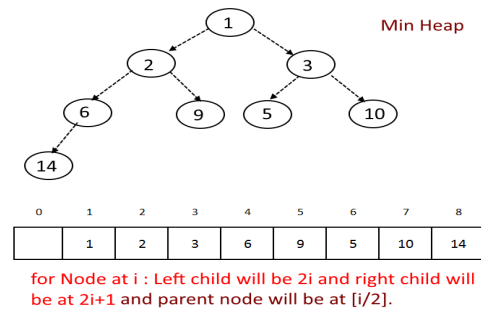 1
Min Heap
2
3
6
9
5
10
14
0 1 2 3 4 5 6 7 8
1 2 3 6 9 5 10 14
for Node at i : Left child will be 2i and right child will
be at 2i+1 and parent node will be at [i/2].